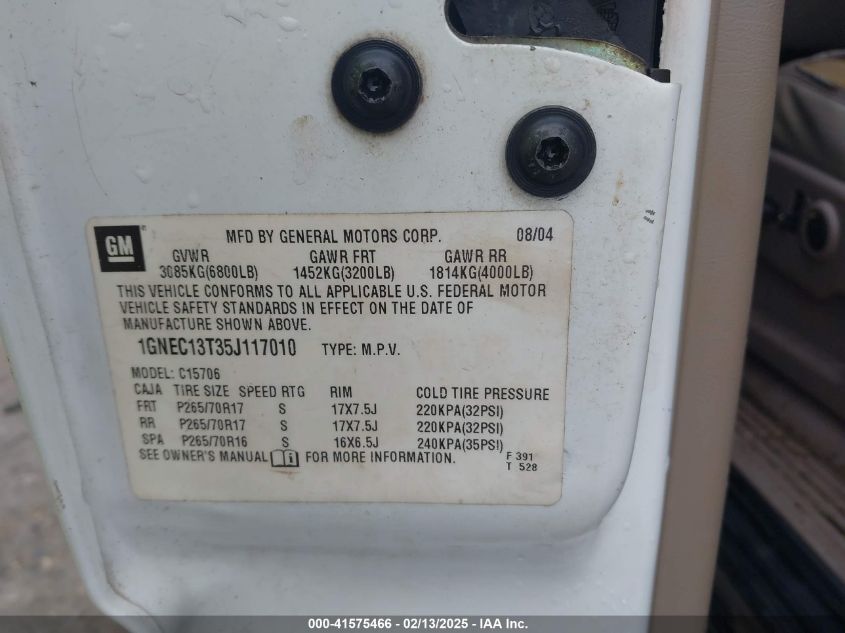 GM
MFD BY GENERAL MOTORS CORP. 08/04
GVWR GAWR FRT GAWR RR
3085KG(6800LB) 1452KG(3200LB) 1814KG(4000LB)
THIS VEHICLE CONFORMS TO ALL APPLICABLE U.S. FEDERAL MOTOR
VEHICLE SAFETY STANDARDS IN EFFECT ON THE DATE OF
MANUFACTURE SHOWN ABOVE.
1GNEC13T35J117010 TYPE: M.P.V.
MODEL: C15706
CAJA TIRE SIZE SPEED RTG RIM COLD TIRE PRESSURE
FRT P265/70R17 S 17X7.5J 220KPA(32PSI)
RR P265/70R17 S 17X7.5J 220KPA(32PSI)
SPA P265/70R16 S 16X6.5J 240KPA(35PSI)
SEE OWNER'S MANUAL i FOR MORE INFORMATION. F 391
T 528
000-41575466 - 02/13/2025 - IAA Inc.